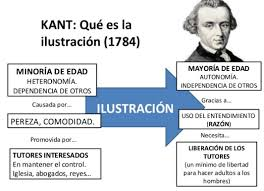 KANT: Qué es la
ilustración (1784)
MINORÍA DE EDAD
HETERONOMÍA.
DEPENDENCIA DE OTROS
Causada por...
PEREZA, COMODIDAD.
Promovida por...
TUTORES INTERESADOS
En mantener el control.
Iglesia, abogados, reyes...
ILUSTRACIÓN
MAYORÍA DE EDAD
AUTONOMÍA.
INDEPENDENCIA DE OTROS
Gracias a...
USO DEL ENTENDIMIENTO
(RAZÓN)
Necesita...
LIBERACIÓN DE LOS
TUTORES
(un mínimo de libertad
para hacer adultos a los
hombres)